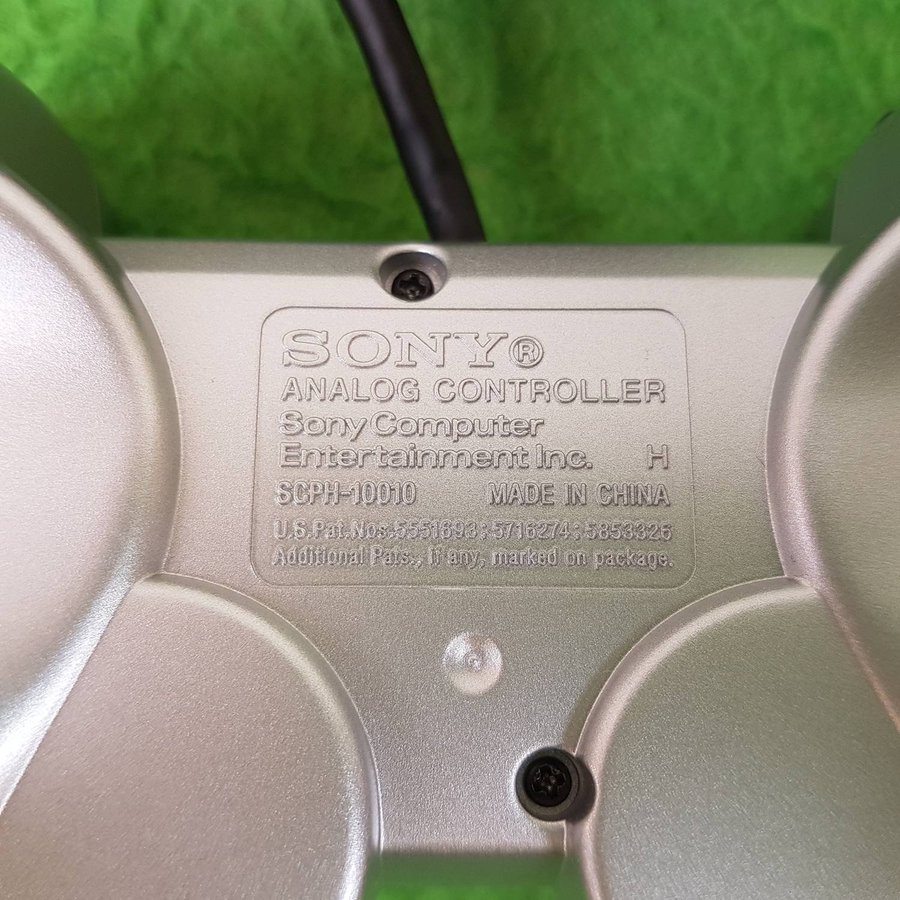 SONY®
ANALOG CONTROLLER
Sony Computer
Entertainment Inc. H
SCPH-10010 MADE IN CHINA
U.S.Pat.Nos.5551693;5716274;5853326
Additional Pats., if any, marked on package.